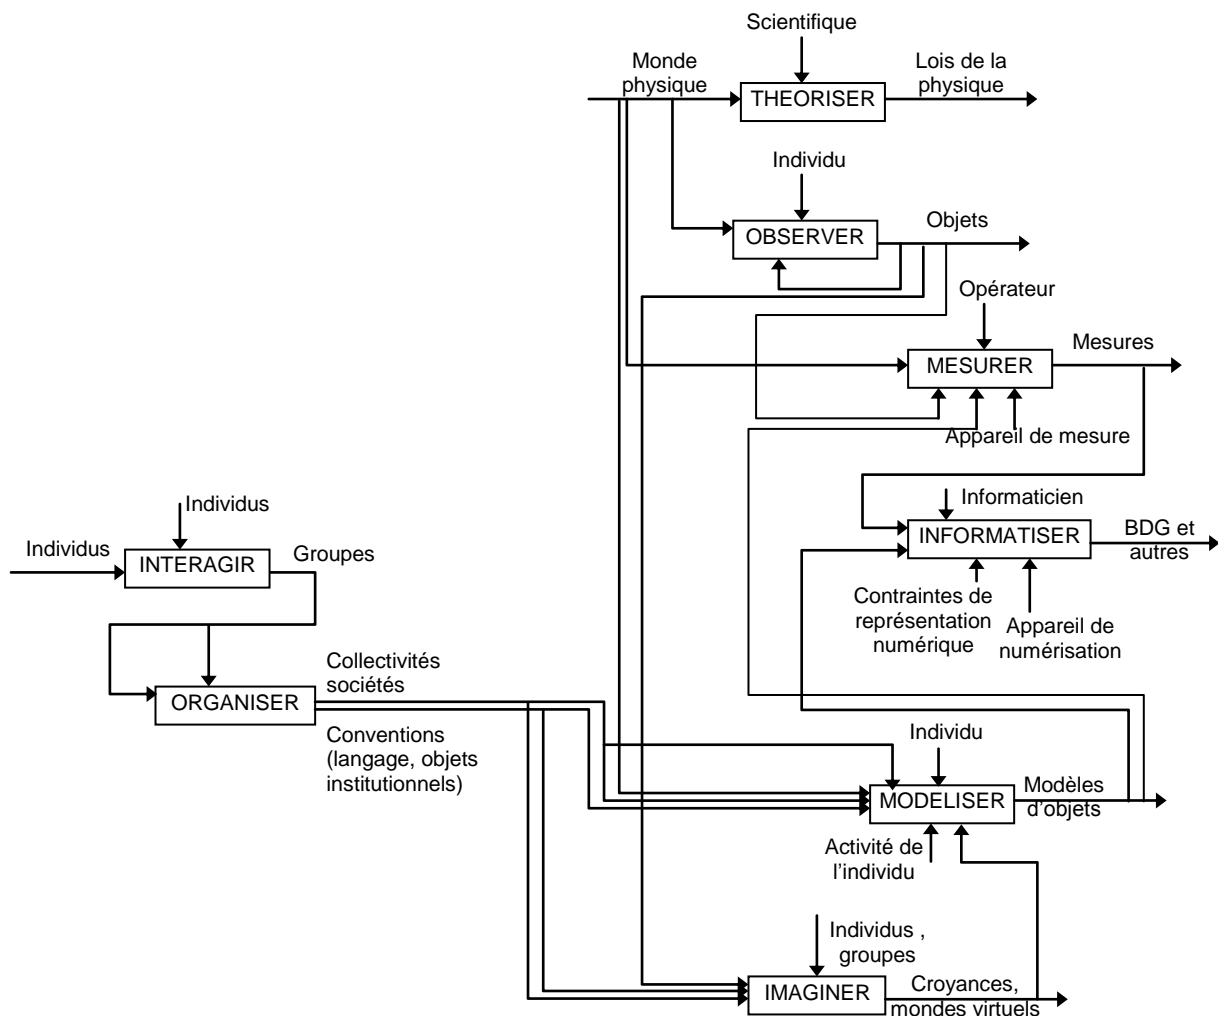 Scientifique
Monde
physique
Lois de la
physique
THEORISER
Individu
OBSERVER
Objets
Opérateur
MESURER
Mesures
Appareil de mesure
Individus
Informaticien
Individus
INTERAGIR
Groupes
INFORMATISER
BDG et
autres
Contraintes de
représentation
numérique
Appareil de
numérisation
Collectivités
sociétés
ORGANISER
Conventions
(langage, objets
institutionnels)
Individu
MODELISER
Modèles
d'objets
Activité de
l'individu
Individus ,
groupes
IMAGINER
Croyances,
mondes virtuels